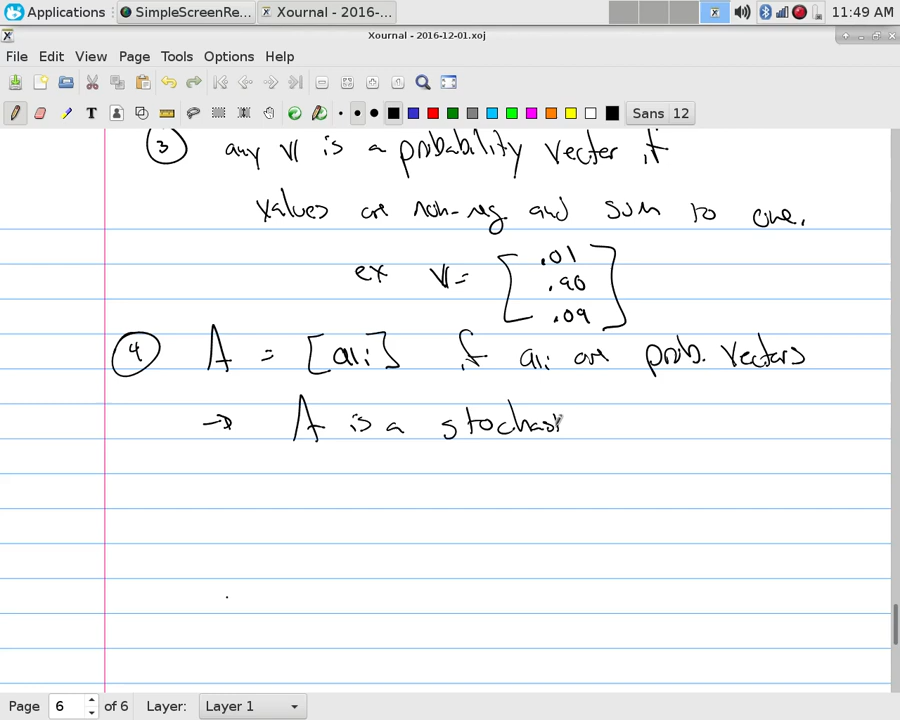 Applications SimpleScreenRe... Xournal - 2016-... 11:49 AM
Xournal - 2016-12-01.xoj
File Edit View Page Tools Options Help
Sans 12
3 any v is a probability vector if
values are non-neg and sum to one.
ex v = [ .01
.90
.09 ]
4 A = [ai] if ai are prob. vectors
→ A is a stochast
Page 6 of 6 Layer: Layer 1